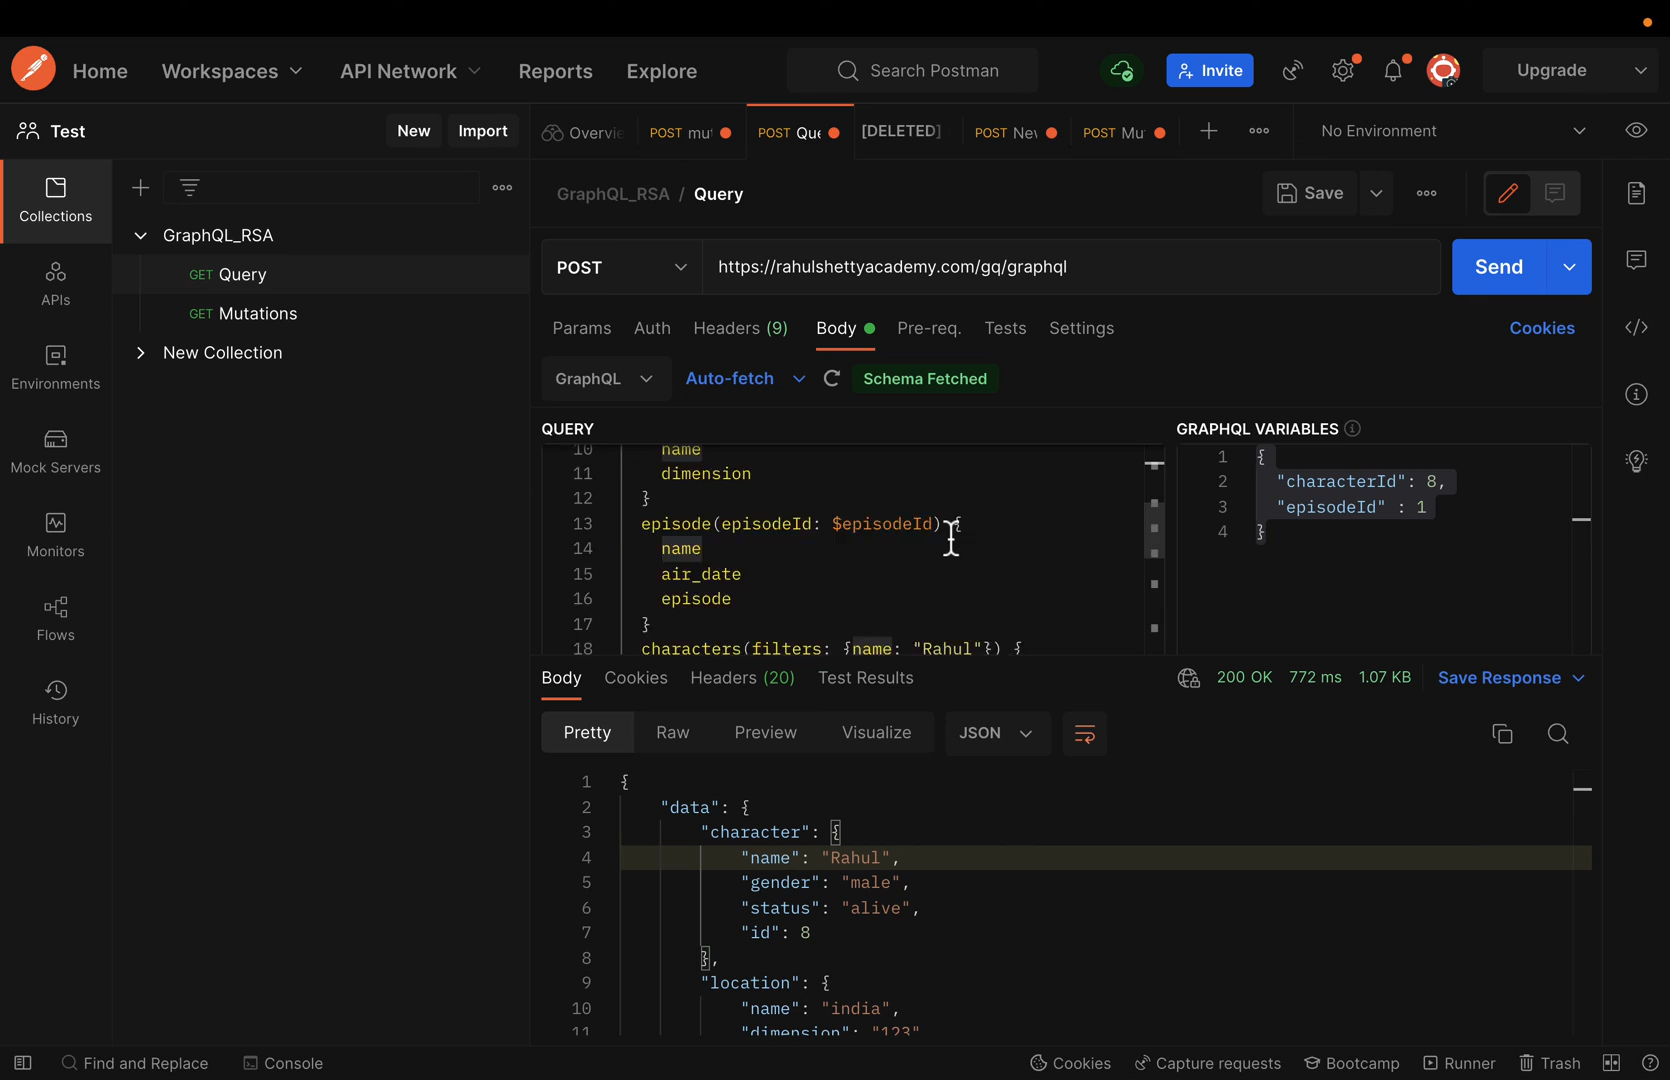 Home
Workspaces
API Network
Reports
Explore
Search Postman
Invite
Upgrade
Test
New
Import
Overvie
POST mut
POST Que
[DELETED]
POST Nev
POST Mu
No Environment
Collections
APIs
Environments
Mock Servers
Monitors
Flows
History
GraphQL_RSA
GET Query
GET Mutations
New Collection
GraphQL_RSA / Query
Save
POST
https://rahulshettyacademy.com/gq/graphql
Send
Params
Auth
Headers (9)
Body
Pre-req.
Tests
Settings
Cookies
GraphQL
Auto-fetch
Schema Fetched
QUERY
10 name
11 dimension
12 }
13 episode(episodeId: $episodeId) {
14 name
15 air_date
16 episode
17 }
18 characters(filters: {name: "Rahul"}) {
GRAPHQL VARIABLES
1 {
2 "characterId": 8,
3 "episodeId" : 1
4 }
Body
Cookies
Headers (20)
Test Results
200 OK
772 ms
1.07 KB
Save Response
Pretty
Raw
Preview
Visualize
JSON
1 {
2 "data": {
3 "character": {
4 "name": "Rahul",
5 "gender": "male",
6 "status": "alive",
7 "id": 8
8 },
9 "location": {
10 "name": "india",
11 "dimension": "123"
Find and Replace
Console
Cookies
Capture requests
Bootcamp
Runner
Trash